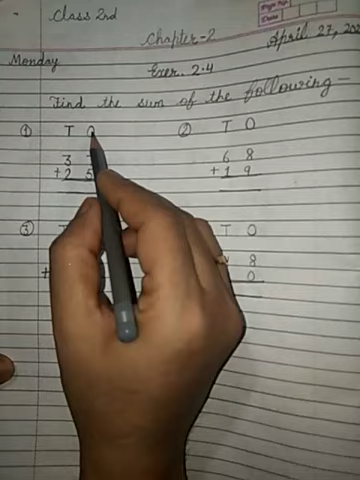 Class 2nd
Chapter-2
April 27, 202
Monday
Exer. 2.4
Find the sum of the following-
① T O ② T O
3 6 8
+2 5 +1 9
③ T T O
8
+ 0